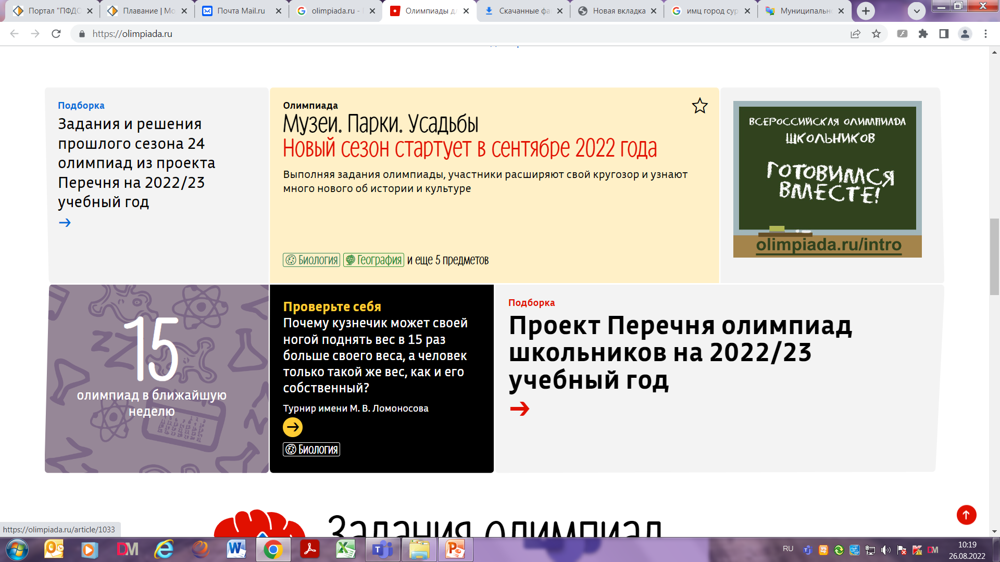 Портал "ПФДО
Плавание | Мо
Почта Mail.ru
olimpiada.ru -
Олимпиады д
Скачанные фа
Новая вкладка
имц город сур
Муниципальн
https://olimpiada.ru
Подборка
Задания и решения
прошлого сезона 24
олимпиад из проекта
Перечня на 2022/23
учебный год
Олимпиада
Музеи. Парки. Усадьбы
Новый сезон стартует в сентябре 2022 года
Выполняя задания олимпиады, участники расширяют свой кругозор и узнают
много нового об истории и культуре
Биология География и еще 5 предметов
ВСЕРОССИЙСКАЯ ОЛИМПИАДА
ШКОЛЬНИКОВ
ГОТОВИМСЯ
ВМЕСТЕ!
olimpiada.ru/intro
15
олимпиад в ближайшую
неделю
Проверьте себя
Почему кузнечик может своей
ногой поднять вес в 15 раз
больше своего веса, а человек
только такой же вес, как и его
собственный?
Турнир имени М. В. Ломоносова
Биология
Подборка
Проект Перечня олимпиад
школьников на 2022/23
учебный год
Задания олимпиад
https://olimpiada.ru/article/1033
RU
10:19
26.08.2022